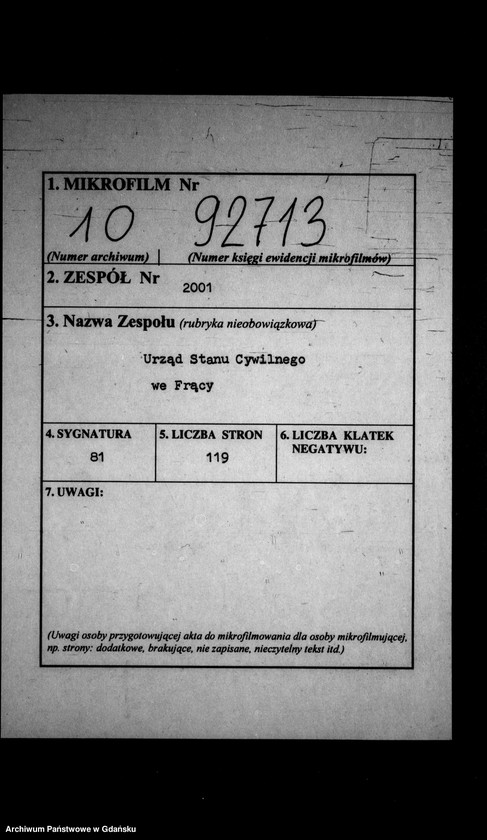 1. MIKROFILM Nr
10 92713
(Numer archiwum) (Numer księgi ewidencji mikrofilmów)
2. ZESPÓŁ Nr 2001
3. Nazwa Zespołu (rubryka nieobowiązkowa)
Urząd Stanu Cywilnego
we Frący
4. SYGNATURA 5. LICZBA STRON 6. LICZBA KLATEK
NEGATYWU:
81 119
7. UWAGI:
(Uwagi osoby przygotowującej akta do mikrofilmowania dla osoby mikrofilmującej,
np. strony: dodatkowe, brakujące, nie zapisane, nieczytelny tekst itd.)
Archiwum Państwowe w Gdańsku